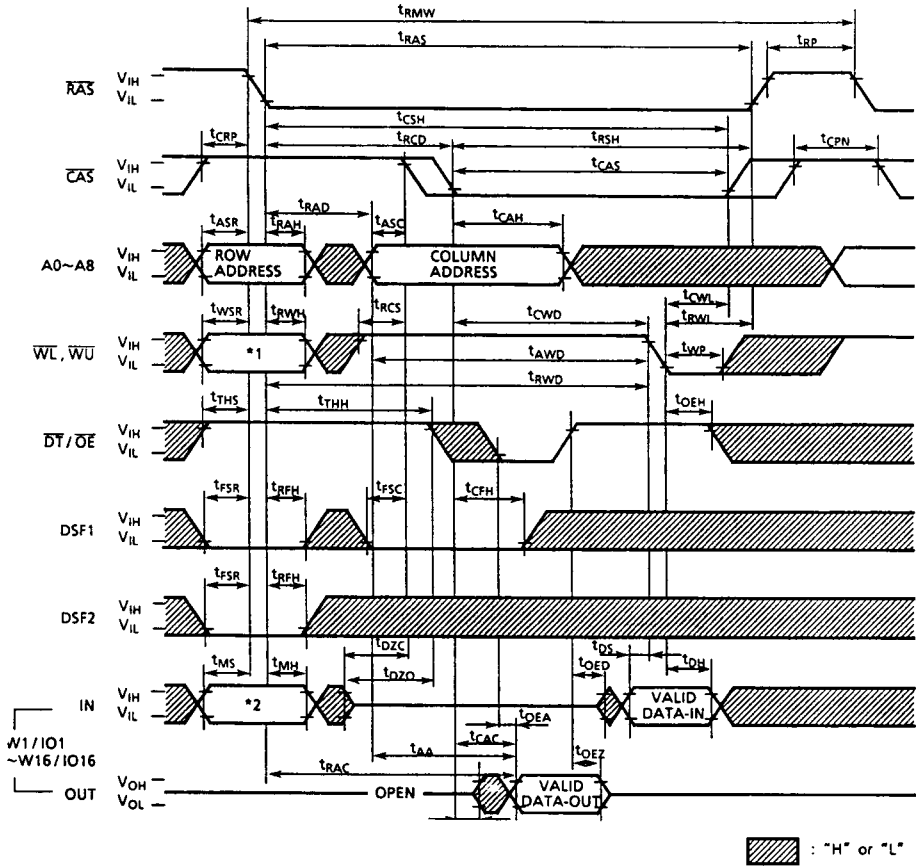 tRMW
tRAS
tRP
RAS
VIH
VIL
tCSH
tCRP
tRCD
tRSH
tCPN
CAS
VIH
VIL
tCAS
tRAD
tASR
tRAH
tASC
tCAH
A0~A8
VIH
VIL
ROW
ADDRESS
COLUMN
ADDRESS
tWSR
tRWH
tRCS
tCWD
tCWL
tRWL
WL, WU
VIH
VIL
*1
tWP
tAWD
tRWD
tTHS
tTHH
tOEH
DT/OE
VIH
VIL
tFSR
tRFH
tFSC
tCFH
DSF1
VIH
VIL
tFSR
tRFH
DSF2
VIH
VIL
tDZC
tDS
tMS
tMH
tDZO
tOED
tDH
IN
VIH
VIL
*2
VALID
DATA-IN
tOEA
W1/IO1
~W16/IO16
tCAC
tAA
tOEZ
tRAC
OUT
VOH
VOL
OPEN
VALID
DATA-OUT
: "H" or "L"